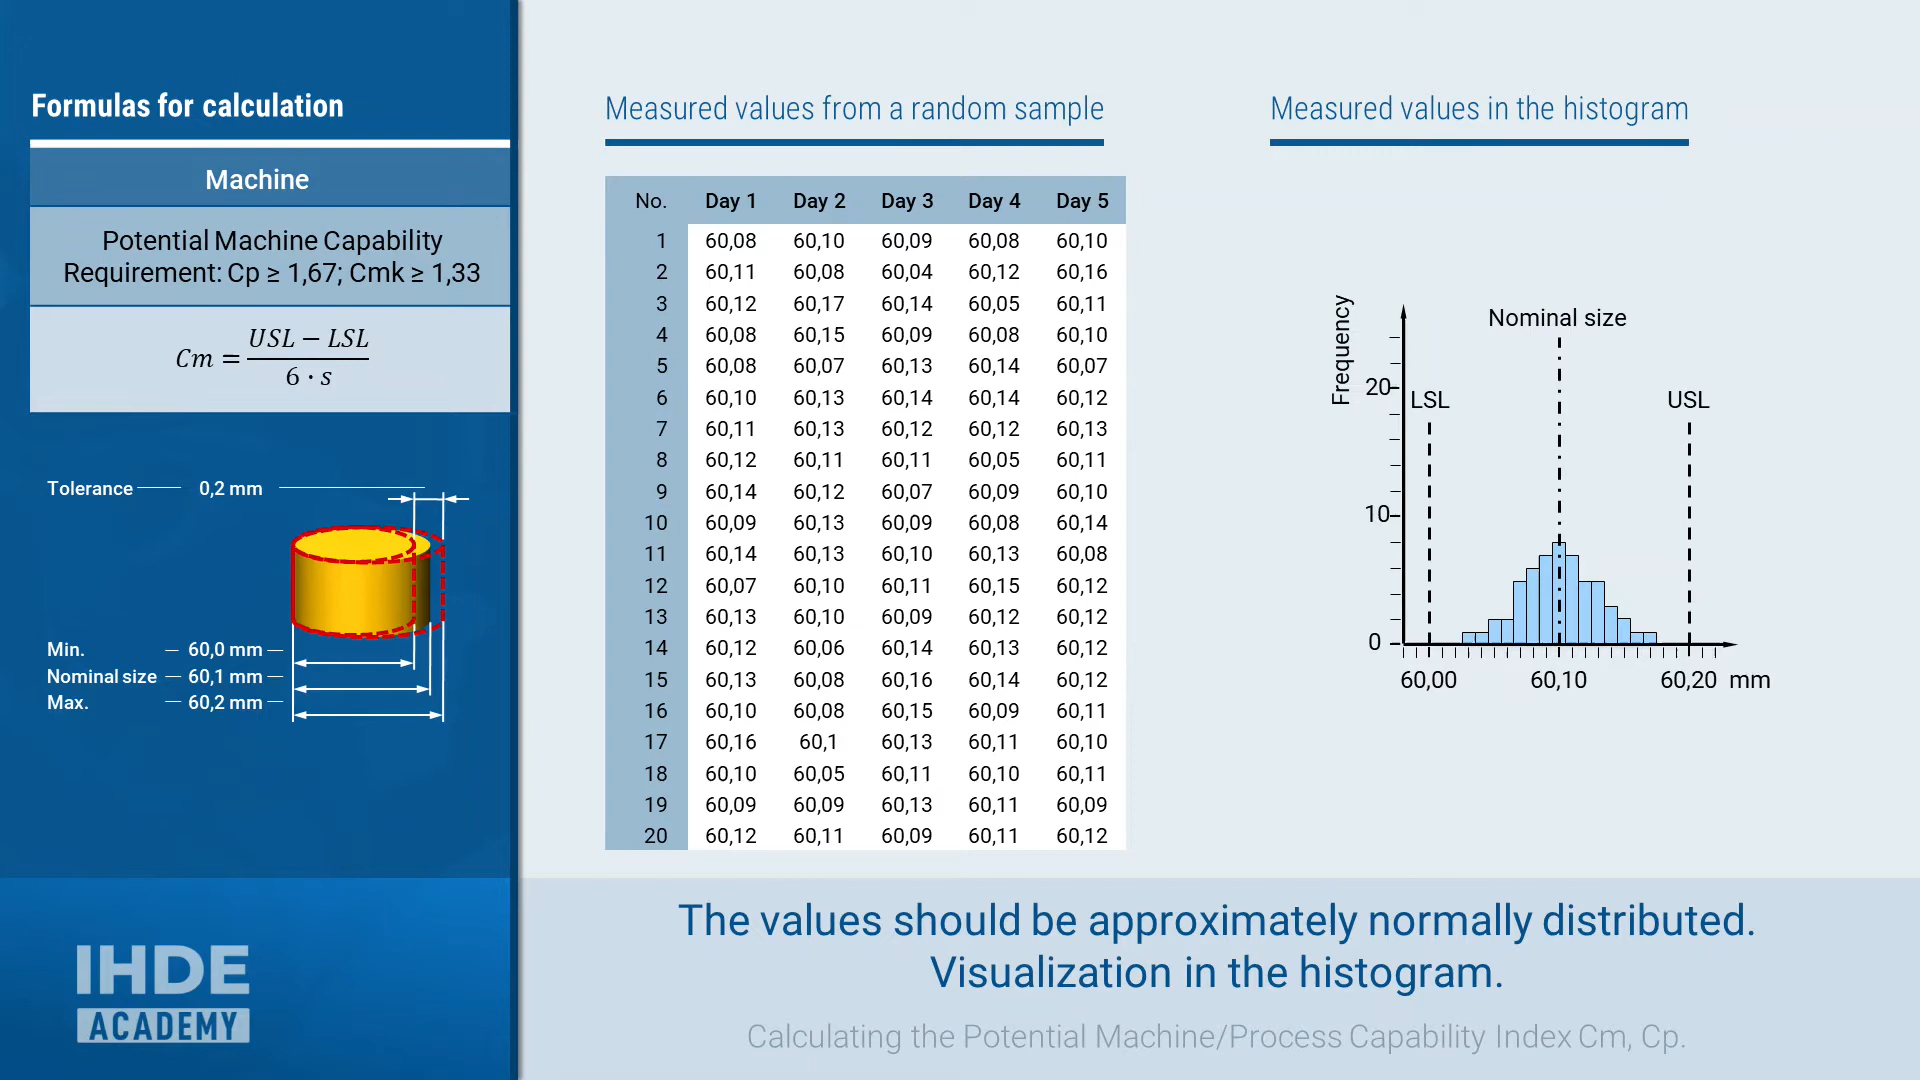 Formulas for calculation
Machine
Potential Machine Capability
Requirement: Cp ≥ 1,67; Cmk ≥ 1,33
Cm = USL − LSL
6 · s
Tolerance 0,2 mm
Min. 60,0 mm
Nominal size 60,1 mm
Max. 60,2 mm
IHDE
ACADEMY
Measured values from a random sample
No. Day 1 Day 2 Day 3 Day 4 Day 5
1 60,08 60,10 60,09 60,08 60,10
2 60,11 60,08 60,04 60,12 60,16
3 60,12 60,17 60,14 60,05 60,11
4 60,08 60,15 60,09 60,08 60,10
5 60,08 60,07 60,13 60,14 60,07
6 60,10 60,13 60,14 60,14 60,12
7 60,11 60,13 60,12 60,12 60,13
8 60,12 60,11 60,11 60,05 60,11
9 60,14 60,12 60,07 60,09 60,10
10 60,09 60,13 60,09 60,08 60,14
11 60,14 60,13 60,10 60,13 60,08
12 60,07 60,10 60,11 60,15 60,12
13 60,13 60,10 60,09 60,12 60,12
14 60,12 60,06 60,14 60,13 60,12
15 60,13 60,08 60,16 60,14 60,12
16 60,10 60,08 60,15 60,09 60,11
17 60,16 60,1 60,13 60,11 60,10
18 60,10 60,05 60,11 60,10 60,11
19 60,09 60,09 60,13 60,11 60,09
20 60,12 60,11 60,09 60,11 60,12
Measured values in the histogram
Frequency
Nominal size
20
LSL USL
10
0
60,00 60,10 60,20 mm
The values should be approximately normally distributed.
Visualization in the histogram.
Calculating the Potential Machine/Process Capability Index Cm, Cp.